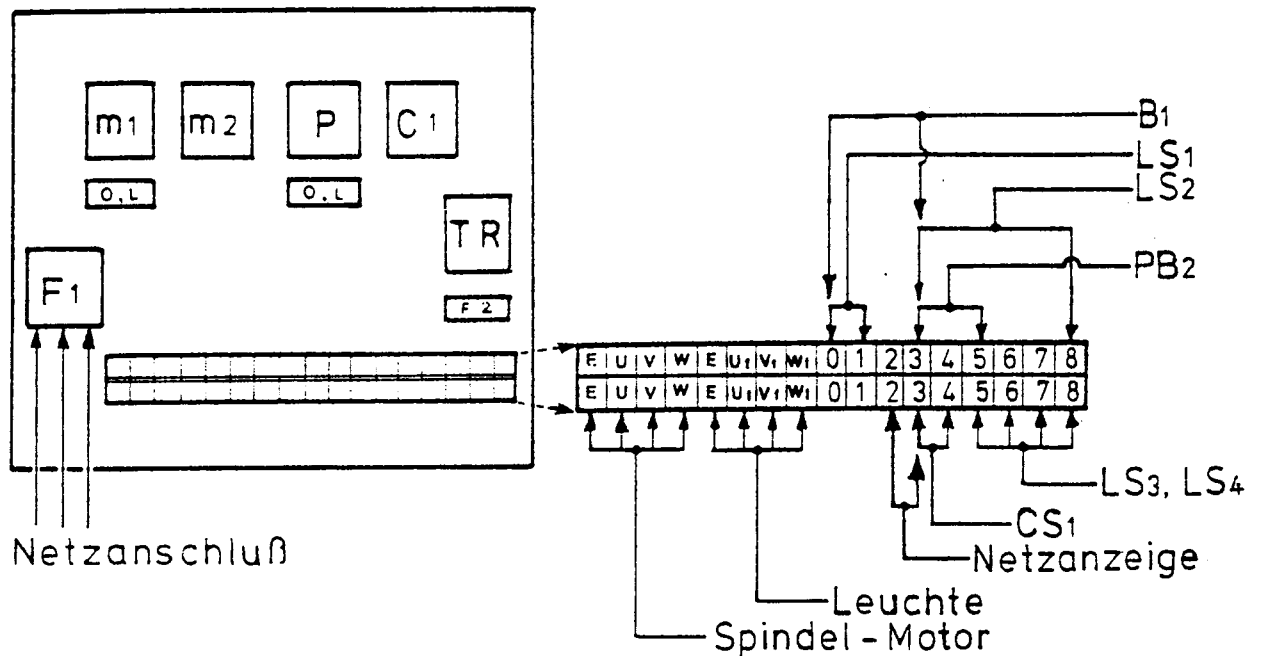 m1 m2 P C1
O,L O,L
TR
F1
F2
Netzanschluß
B1
LS1
LS2
PB2
E U V W E U1 V1 W1 0 1 2 3 4 5 6 7 8
E U V W E U1 V1 W1 0 1 2 3 4 5 6 7 8
LS3, LS4
CS1
Netzanzeige
Leuchte
Spindel-Motor